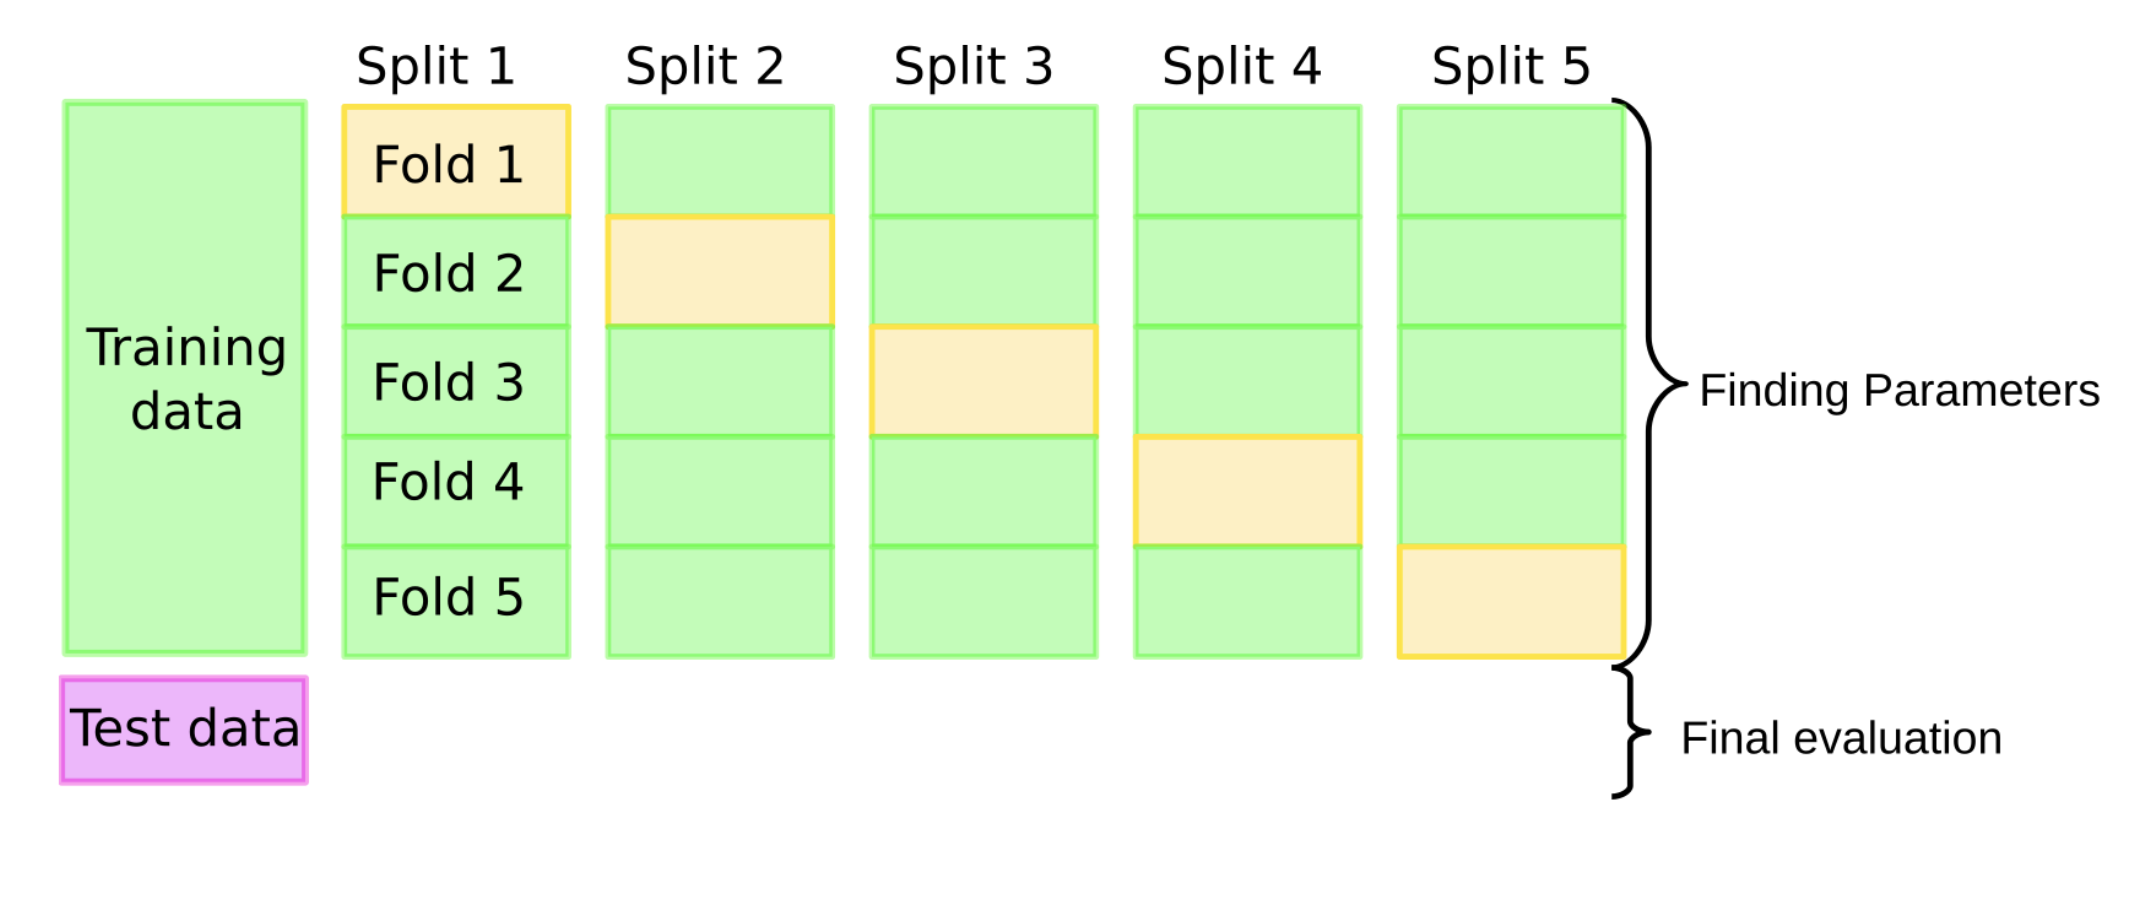 Split 1 Split 2 Split 3 Split 4 Split 5
Fold 1
Fold 2
Fold 3
Fold 4
Fold 5
Training
data
Finding Parameters
Test data
Final evaluation